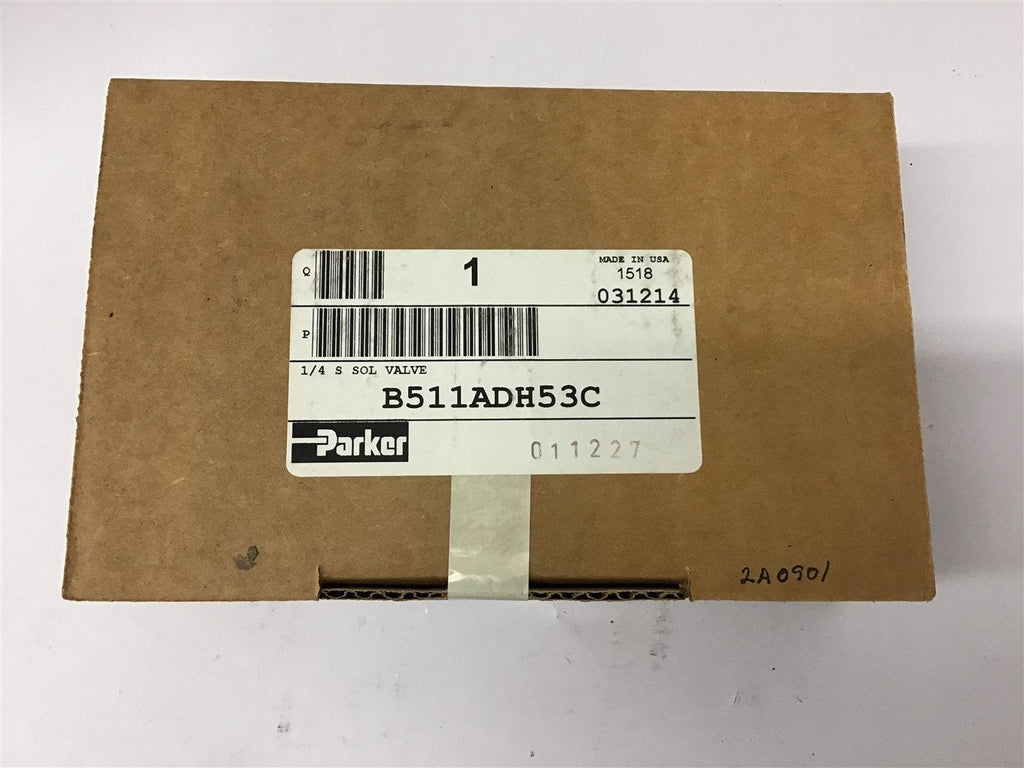 Q 1 MADE IN USA
1518
031214
P
1/4 S SOL VALVE
B511ADH53C
Parker 011227
2A0901